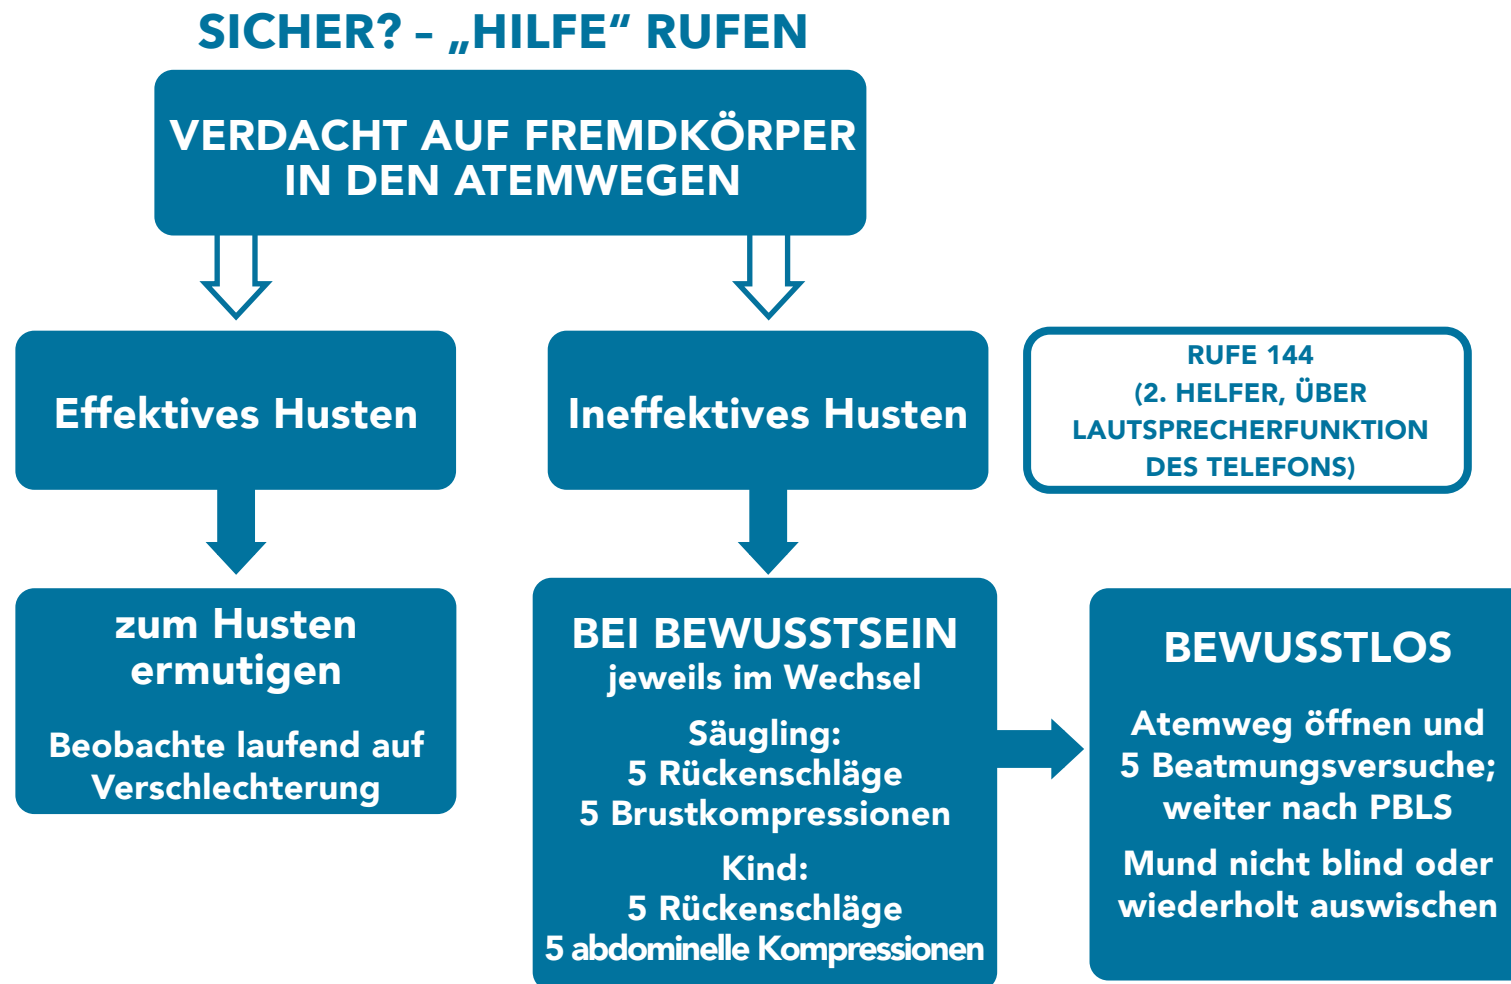 SICHER? – „HILFE“ RUFEN
VERDACHT AUF FREMDKÖRPER
IN DEN ATEMWEGEN
Effektives Husten
Ineffektives Husten
RUFE 144
(2. HELFER, ÜBER
LAUTSPRECHERFUNKTION
DES TELEFONS)
zum Husten
ermutigen
Beobachte laufend auf
Verschlechterung
BEI BEWUSSTSEIN
jeweils im Wechsel
Säugling:
5 Rückenschläge
5 Brustkompressionen
Kind:
5 Rückenschläge
5 abdominelle Kompressionen
BEWUSSTLOS
Atemweg öffnen und
5 Beatmungsversuche;
weiter nach PBLS
Mund nicht blind oder
wiederholt auswischen